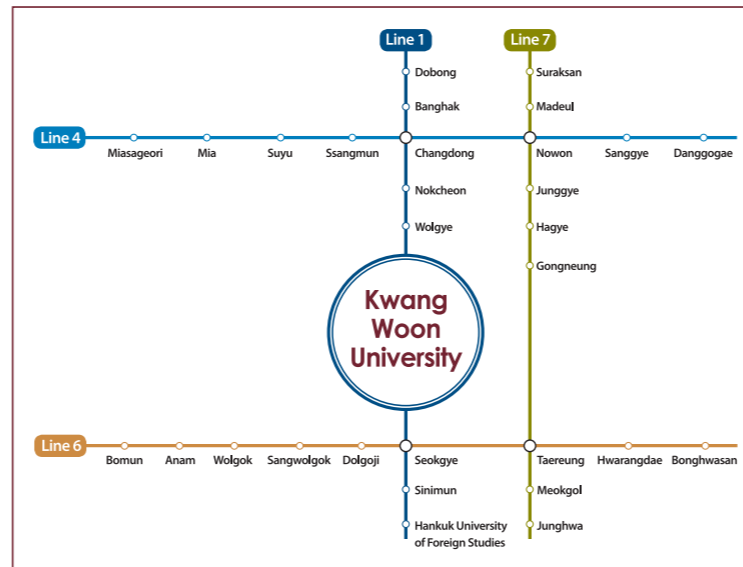 Line 1
Line 7
Dobong
Suraksan
Banghak
Madeul
Line 4
Miasageori
Mia
Suyu
Ssangmun
Changdong
Nowon
Sanggye
Danggogae
Nokcheon
Junggye
Wolgye
Hagye
Gongneung
Kwang
Woon
University
Line 6
Bomun
Anam
Wolgok
Sangwolgok
Dolgoji
Seokgye
Taereung
Hwarangdae
Bonghwasan
Sinimun
Meokgol
Hankuk University
of Foreign Studies
Junghwa